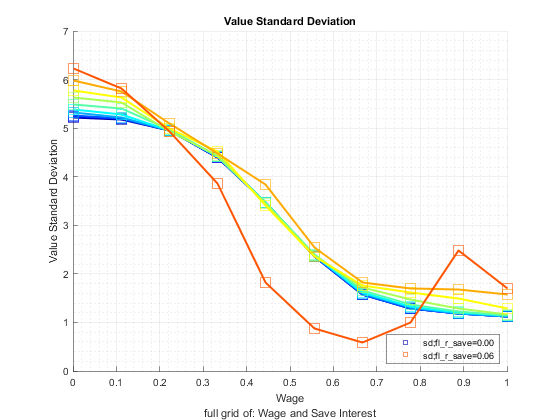 Value Standard Deviation
7
6
5
4
3
2
1
0
Value Standard Deviation
sd;fl_r_save=0.00
sd;fl_r_save=0.06
0 0.1 0.2 0.3 0.4 0.5 0.6 0.7 0.8 0.9 1
Wage
full grid of: Wage and Save Interest